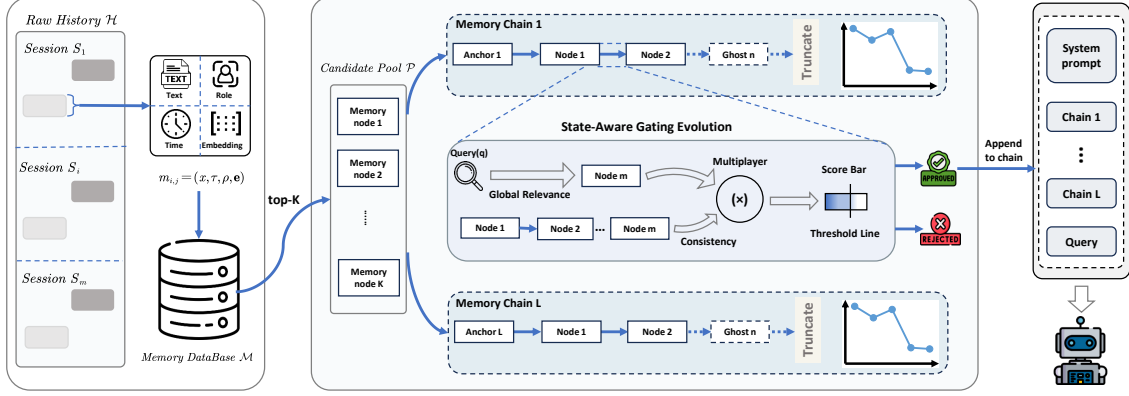 Raw History ℋ
Session S₁
TEXT
Text
Role
Time
Embedding
m_{i,j} = (x, τ, ρ, e)
Session S_i
Session S_m
Memory DataBase ℳ
top-K
Candidate Pool 𝒫
Memory
node 1
Memory
node 2
Memory
node K
Memory Chain 1
Anchor 1
Node 1
Node 2
Ghost n
Truncate
State-Aware Gating Evolution
Query(q)
Global Relevance
Node m
Multiplayer
(×)
Score Bar
Threshold Line
Node 1
Node 2
...
Node m
Consistency
APPROVED
REJECTED
Memory Chain L
Anchor L
Node 1
Node 2
Ghost n
Truncate
Append
to chain
System
prompt
Chain 1
⋮
Chain L
Query